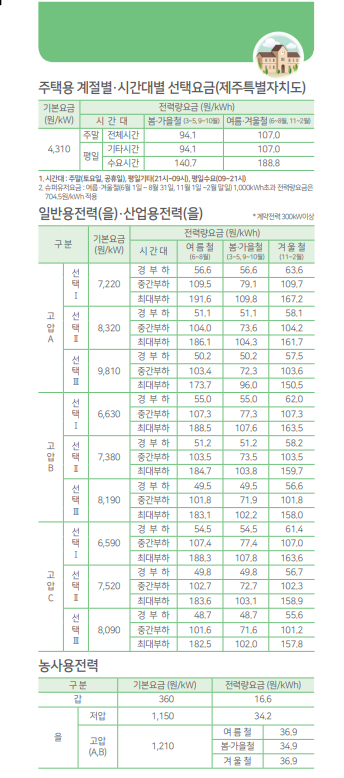 주택용 계절별·시간대별 선택요금(제주특별자치도)
기본요금 (원/kW) 전력량요금 (원/kWh)
시 간 대 봄·가을철 (3~5, 9~10월) 여름·겨울철 (6~8월, 11~2월)
4,310 주말 전체시간 94.1 107.0
평일 기타시간 94.1 107.0
수요시간 140.7 188.8
1. 시간대 : 주말(토요일, 공휴일), 평일기타(21시~09시), 평일수요(09~21시)
2. 슈퍼유저요금 : 여름·겨울철(6월 1일 ~ 8월 31일, 11월 1일 ~2월 말일) 1,000kWh초과 전력량요금은
704.5원/kWh 적용
일반용전력(을)·산업용전력(을)
* 계약전력 300kW이상
구 분 기본요금 (원/kW) 전력량요금 (원/kWh)
시 간 대 여 름 철 (6~8월) 봄·가을철 (3~5, 9~10월) 겨 울 철 (11~2월)
고압A 선택Ⅰ 7,220 경 부 하 56.6 56.6 63.6
중간부하 109.5 79.1 109.7
최대부하 191.6 109.8 167.2
선택Ⅱ 8,320 경 부 하 51.1 51.1 58.1
중간부하 104.0 73.6 104.2
최대부하 186.1 104.3 161.7
선택Ⅲ 9,810 경 부 하 50.2 50.2 57.5
중간부하 103.4 72.3 103.6
최대부하 173.7 96.0 150.5
고압B 선택Ⅰ 6,630 경 부 하 55.0 55.0 62.0
중간부하 107.3 77.3 107.3
최대부하 188.5 107.6 163.5
선택Ⅱ 7,380 경 부 하 51.2 51.2 58.2
중간부하 103.5 73.5 103.5
최대부하 184.7 103.8 159.7
선택Ⅲ 8,190 경 부 하 49.5 49.5 56.6
중간부하 101.8 71.9 101.8
최대부하 183.1 102.2 158.0
고압C 선택Ⅰ 6,590 경 부 하 54.5 54.5 61.4
중간부하 107.4 77.4 107.0
최대부하 188.3 107.8 163.6
선택Ⅱ 7,520 경 부 하 49.8 49.8 56.7
중간부하 102.7 72.7 102.3
최대부하 183.6 103.1 158.9
선택Ⅲ 8,090 경 부 하 48.7 48.7 55.6
중간부하 101.6 71.6 101.2
최대부하 182.5 102.0 157.8
농사용전력
구 분 기본요금 (원/kW) 전력량요금 (원/kWh)
갑 360 16.6
을 저압 1,150 34.2
고압 (A,B) 1,210 여 름 철 36.9
봄·가을철 34.9
겨 울 철 36.9